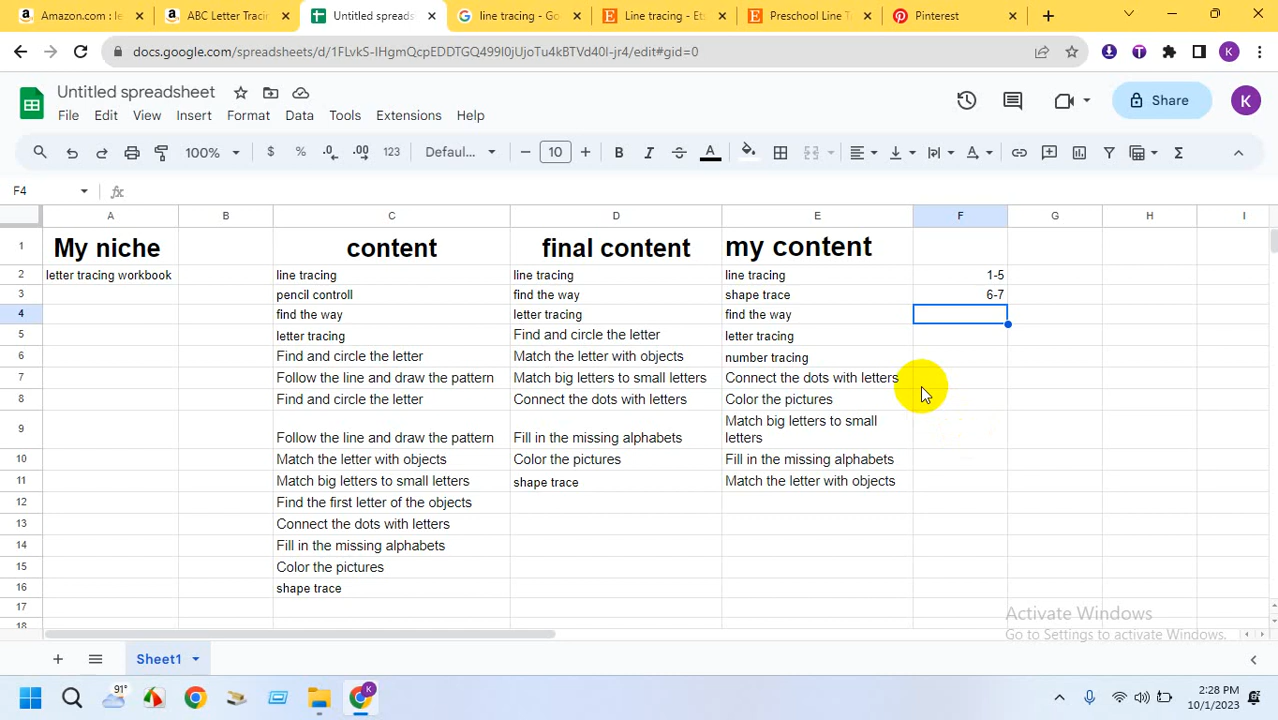 Amazon.com : k
ABC Letter Tracin
Untitled spreads
line tracing - Go
Line tracing - Ets
Preschool Line T
Pinterest
docs.google.com/spreadsheets/d/
/edit#gid=0
T
K
Untitled spreadsheet
File Edit View Insert Format Data Tools Extensions Help
Share
K
100%
$
%
.0
.00
123
Defaul...
10
B
I
A
F4
fx
A B C D E F G H I
1 My niche content final content my content
2 letter tracing workbook line tracing line tracing line tracing 1-5
3 pencil controll find the way shape trace 6-7
4 find the way letter tracing find the way
5 letter tracing Find and circle the letter letter tracing
6 Find and circle the letter Match the letter with objects number tracing
7 Follow the line and draw the pattern Match big letters to small letters Connect the dots with letters
8 Find and circle the letter Connect the dots with letters Color the pictures
9 Follow the line and draw the pattern Fill in the missing alphabets Match big letters to small
letters
10 Match the letter with objects Color the pictures Fill in the missing alphabets
11 Match big letters to small letters shape trace Match the letter with objects
12 Find the first letter of the objects
13 Connect the dots with letters
14 Fill in the missing alphabets
15 Color the pictures
16 shape trace
17
18
Activate Windows
Go to Settings to activate Windows.
Sheet1
91°
K
2:28 PM
10/1/2023